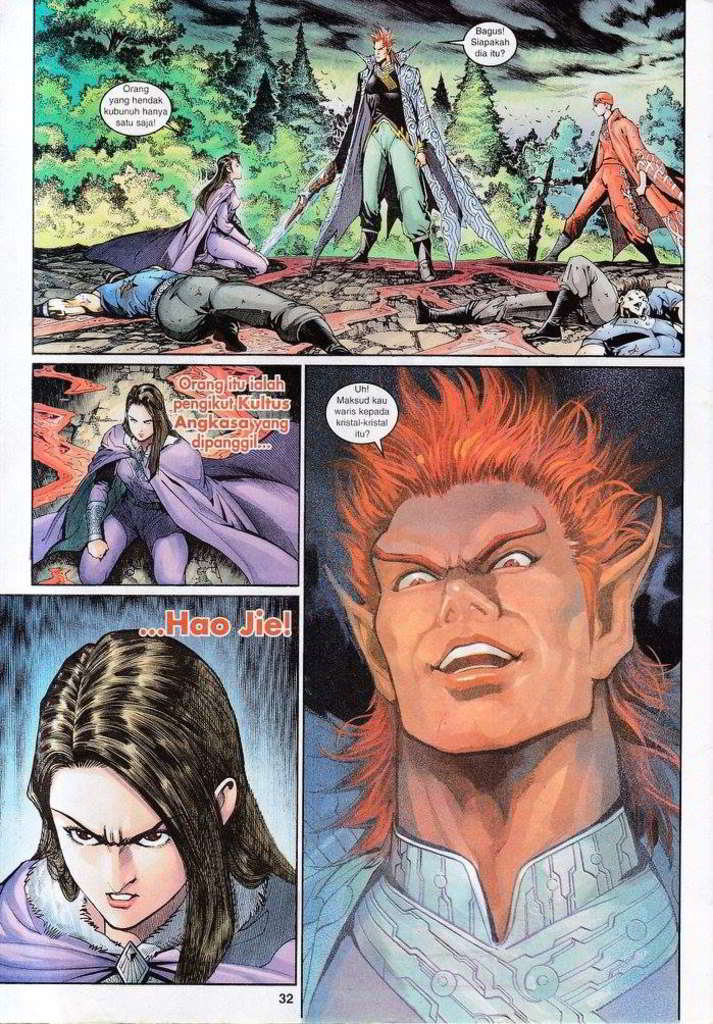 Orang
yang hendak
kubunuh hanya
satu saja!
Bagus!
Siapakah
dia itu?
Orang itu ialah
pengikut Kultus
Angkasa yang
dipanggil...
...Hao Jie!
Uh!
Maksud kau
waris kepada
kristal-kristal
itu?
32